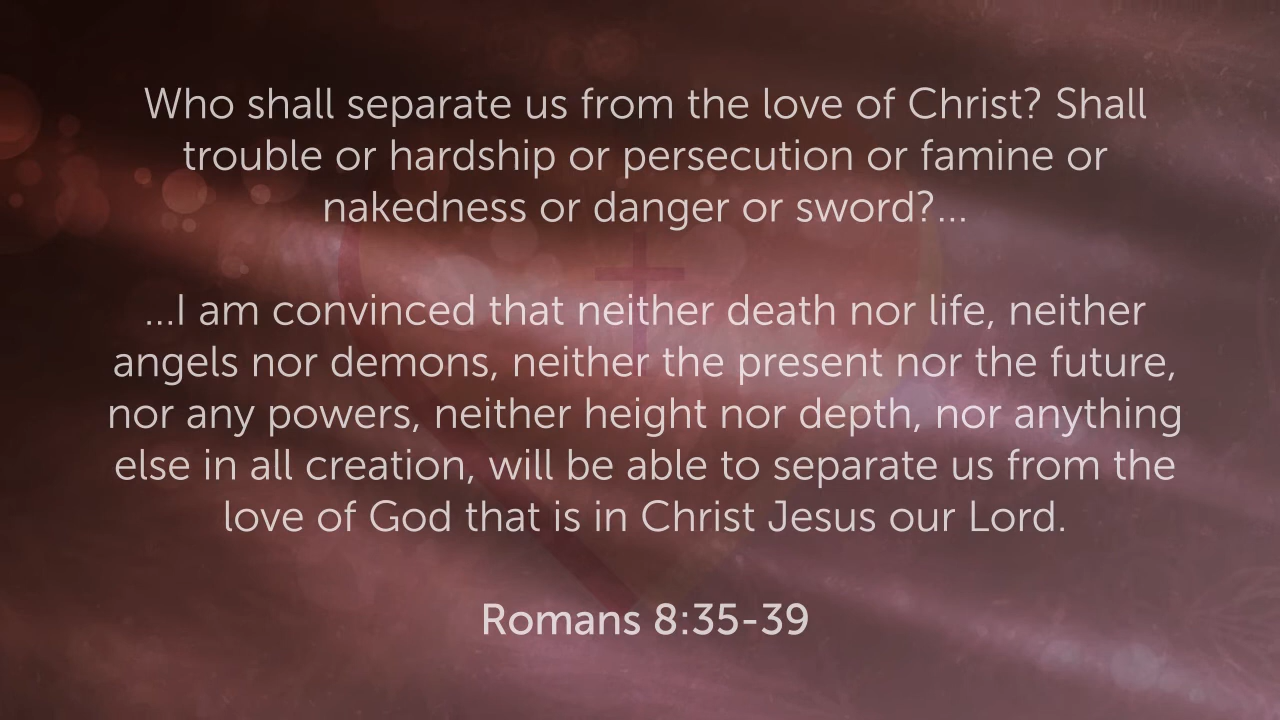 Who shall separate us from the love of Christ? Shall
trouble or hardship or persecution or famine or
nakedness or danger or sword?...
...I am convinced that neither death nor life, neither
angels nor demons, neither the present nor the future,
nor any powers, neither height nor depth, nor anything
else in all creation, will be able to separate us from the
love of God that is in Christ Jesus our Lord.
Romans 8:35-39